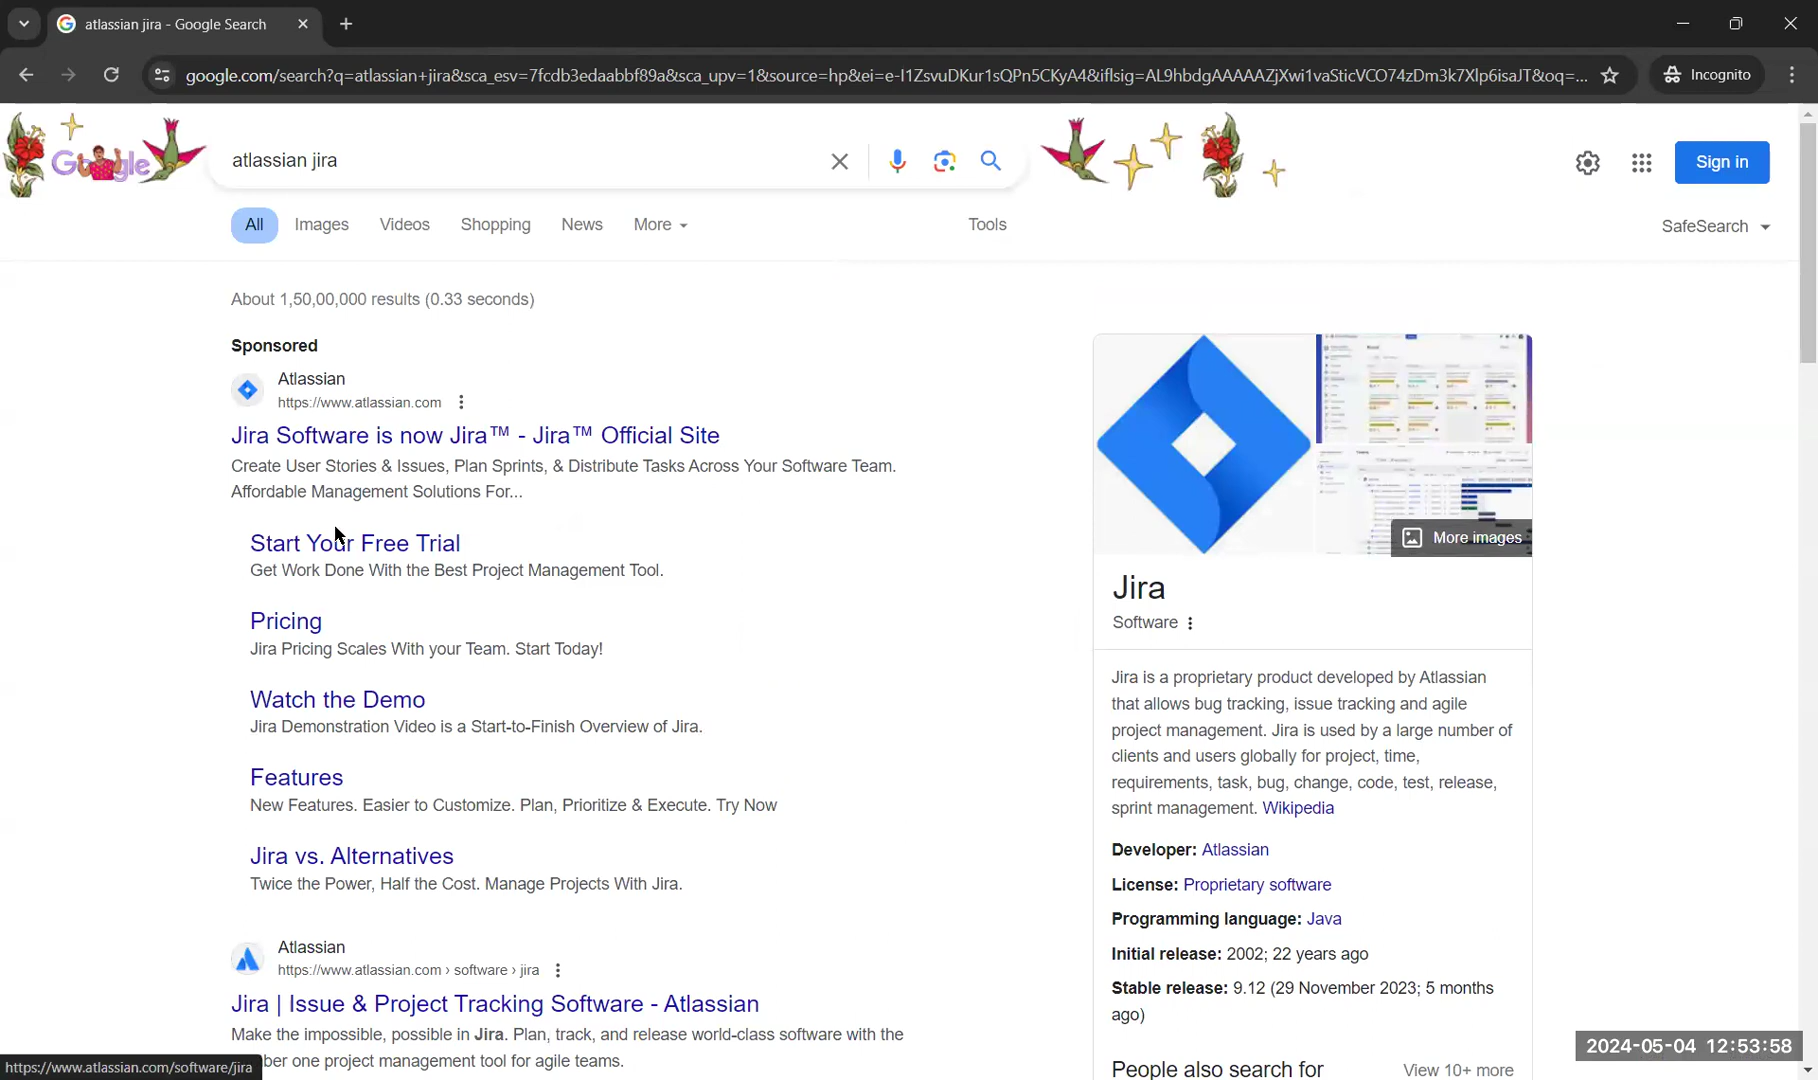 atlassian jira - Google Search
google.com/search?q=atlassian+jira&sca_esv=7fcdb3edaabbf89a&sca_upv=1&source=hp&ei=e-I1ZsvuDKur1sQPn5CKyA4&iflsig=AL9hbdgAAAAAZjXwi1vaSticVCO74zDm3k7Xlp6isaJT&oq=...
Incognito
Google
atlassian jira
Sign in
All Images Videos Shopping News More Tools
SafeSearch
About 1,50,00,000 results (0.33 seconds)
Sponsored
Atlassian
https://www.atlassian.com
Jira Software is now Jira™ - Jira™ Official Site
Create User Stories & Issues, Plan Sprints, & Distribute Tasks Across Your Software Team.
Affordable Management Solutions For...
Start Your Free Trial
Get Work Done With the Best Project Management Tool.
Pricing
Jira Pricing Scales With your Team. Start Today!
Watch the Demo
Jira Demonstration Video is a Start-to-Finish Overview of Jira.
Features
New Features. Easier to Customize. Plan, Prioritize & Execute. Try Now
Jira vs. Alternatives
Twice the Power, Half the Cost. Manage Projects With Jira.
Atlassian
https://www.atlassian.com › software › jira
Jira | Issue & Project Tracking Software - Atlassian
Make the impossible, possible in Jira. Plan, track, and release world-class software with the
ber one project management tool for agile teams.
https://www.atlassian.com/software/jira
More images
Jira
Software
Jira is a proprietary product developed by Atlassian
that allows bug tracking, issue tracking and agile
project management. Jira is used by a large number of
clients and users globally for project, time,
requirements, task, bug, change, code, test, release,
sprint management. Wikipedia
Developer: Atlassian
License: Proprietary software
Programming language: Java
Initial release: 2002; 22 years ago
Stable release: 9.12 (29 November 2023; 5 months
ago)
People also search for View 10+ more
2024-05-04 12:53:58